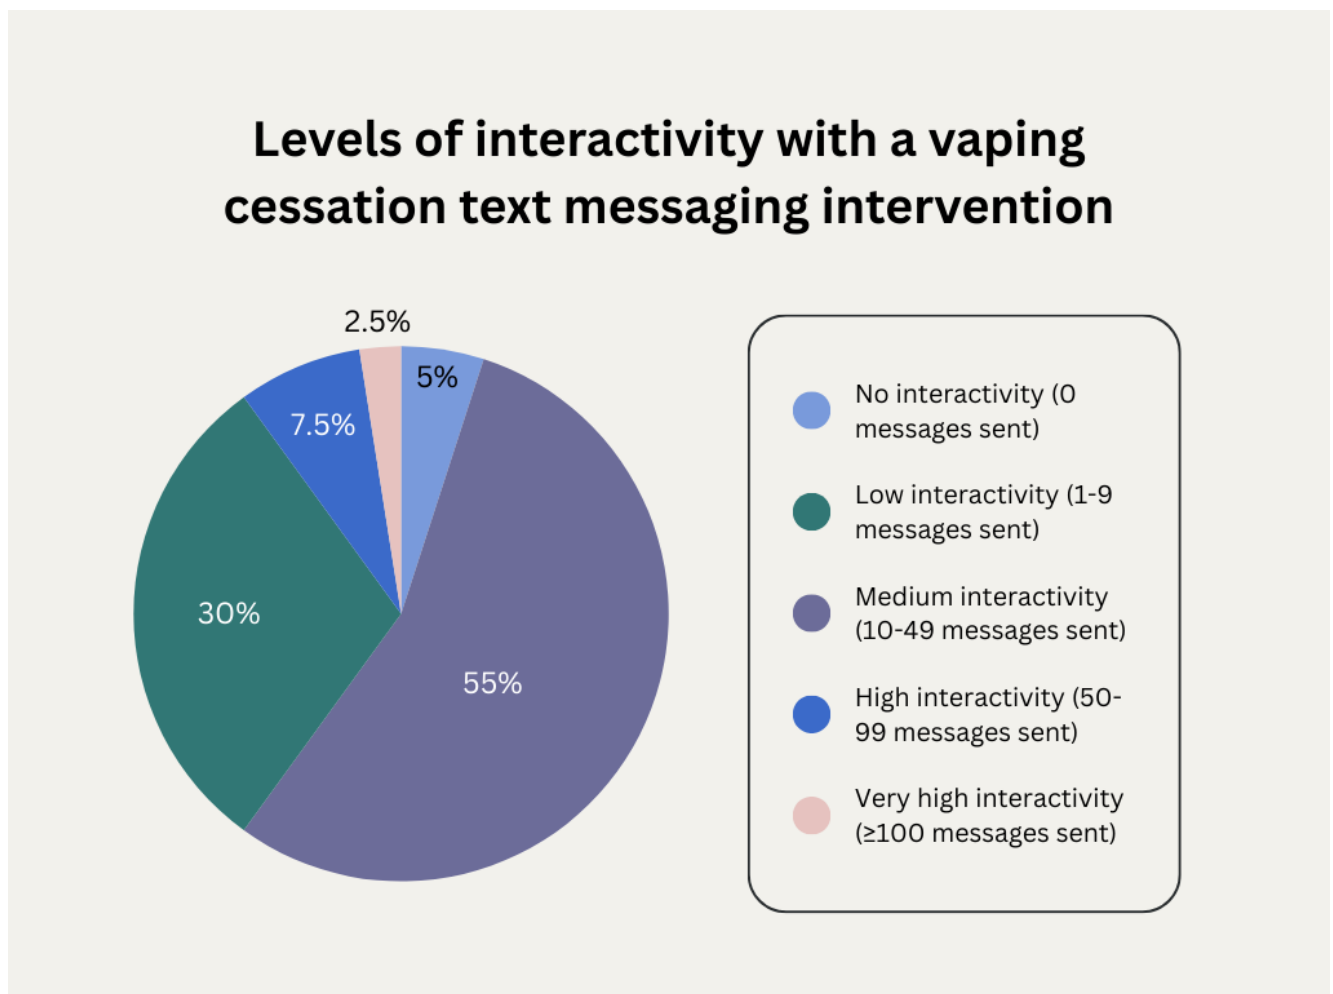 Levels of interactivity with a vaping
cessation text messaging intervention
2.5%
5%
7.5%
30%
55%
No interactivity (0
messages sent)
Low interactivity (1-9
messages sent)
Medium interactivity
(10-49 messages sent)
High interactivity (50-
99 messages sent)
Very high interactivity
(≥100 messages sent)